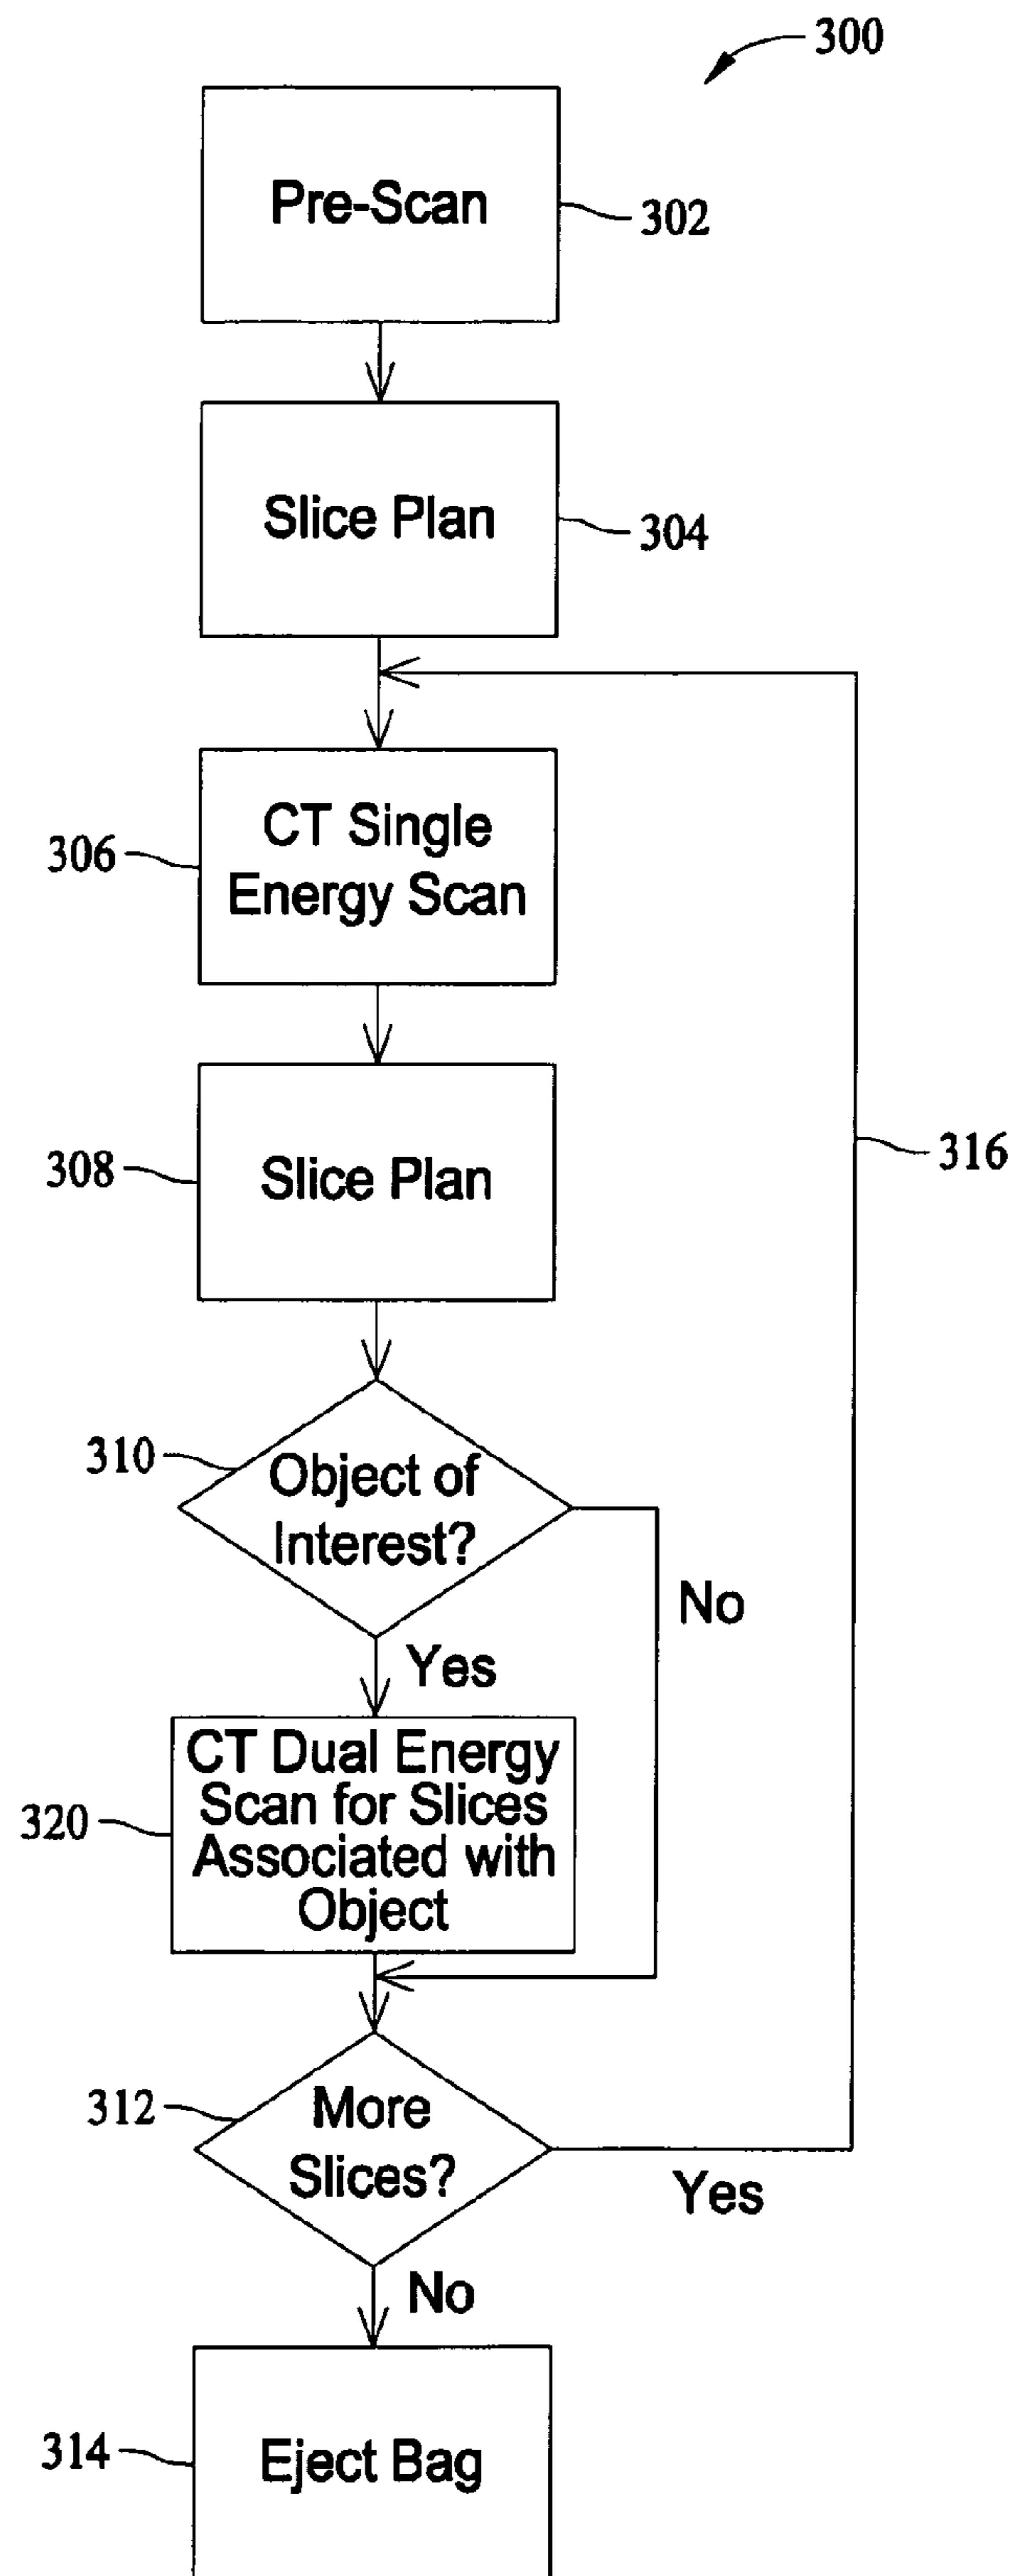 300
Pre-Scan
302
Slice Plan
304
CT Single
Energy Scan
306
Slice Plan
308
316
Object of
Interest?
310
No
Yes
CT Dual Energy
Scan for Slices
Associated with
Object
320
More
Slices?
312
Yes
No
Eject Bag
314